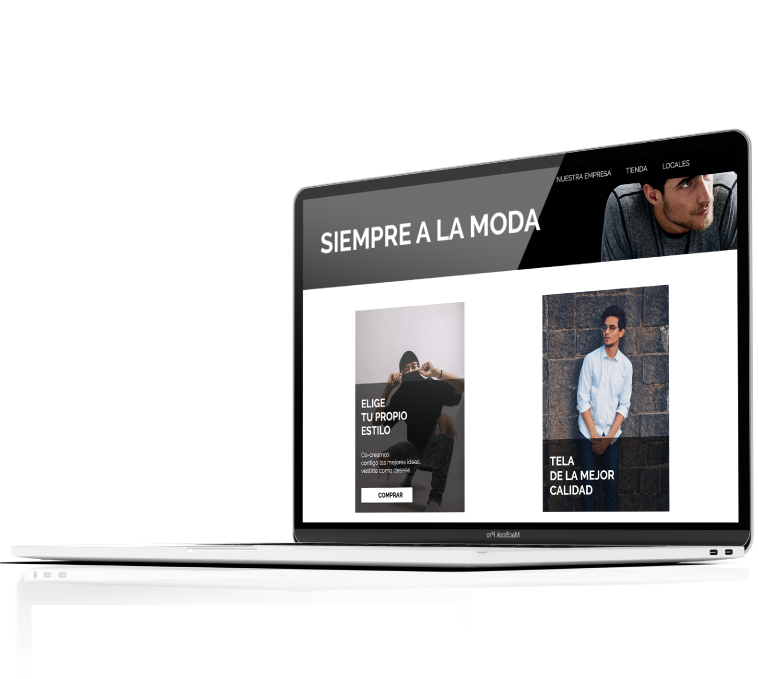 NUESTRA EMPRESA TIENDA LOCALES
SIEMPRE A LA MODA
ELIGE
TU PROPIO
ESTILO
Co-creamos
contigo las mejores ideas,
vestirte como deseas
COMPRAR
TELA
DE LA MEJOR
CALIDAD
MacBook Pro